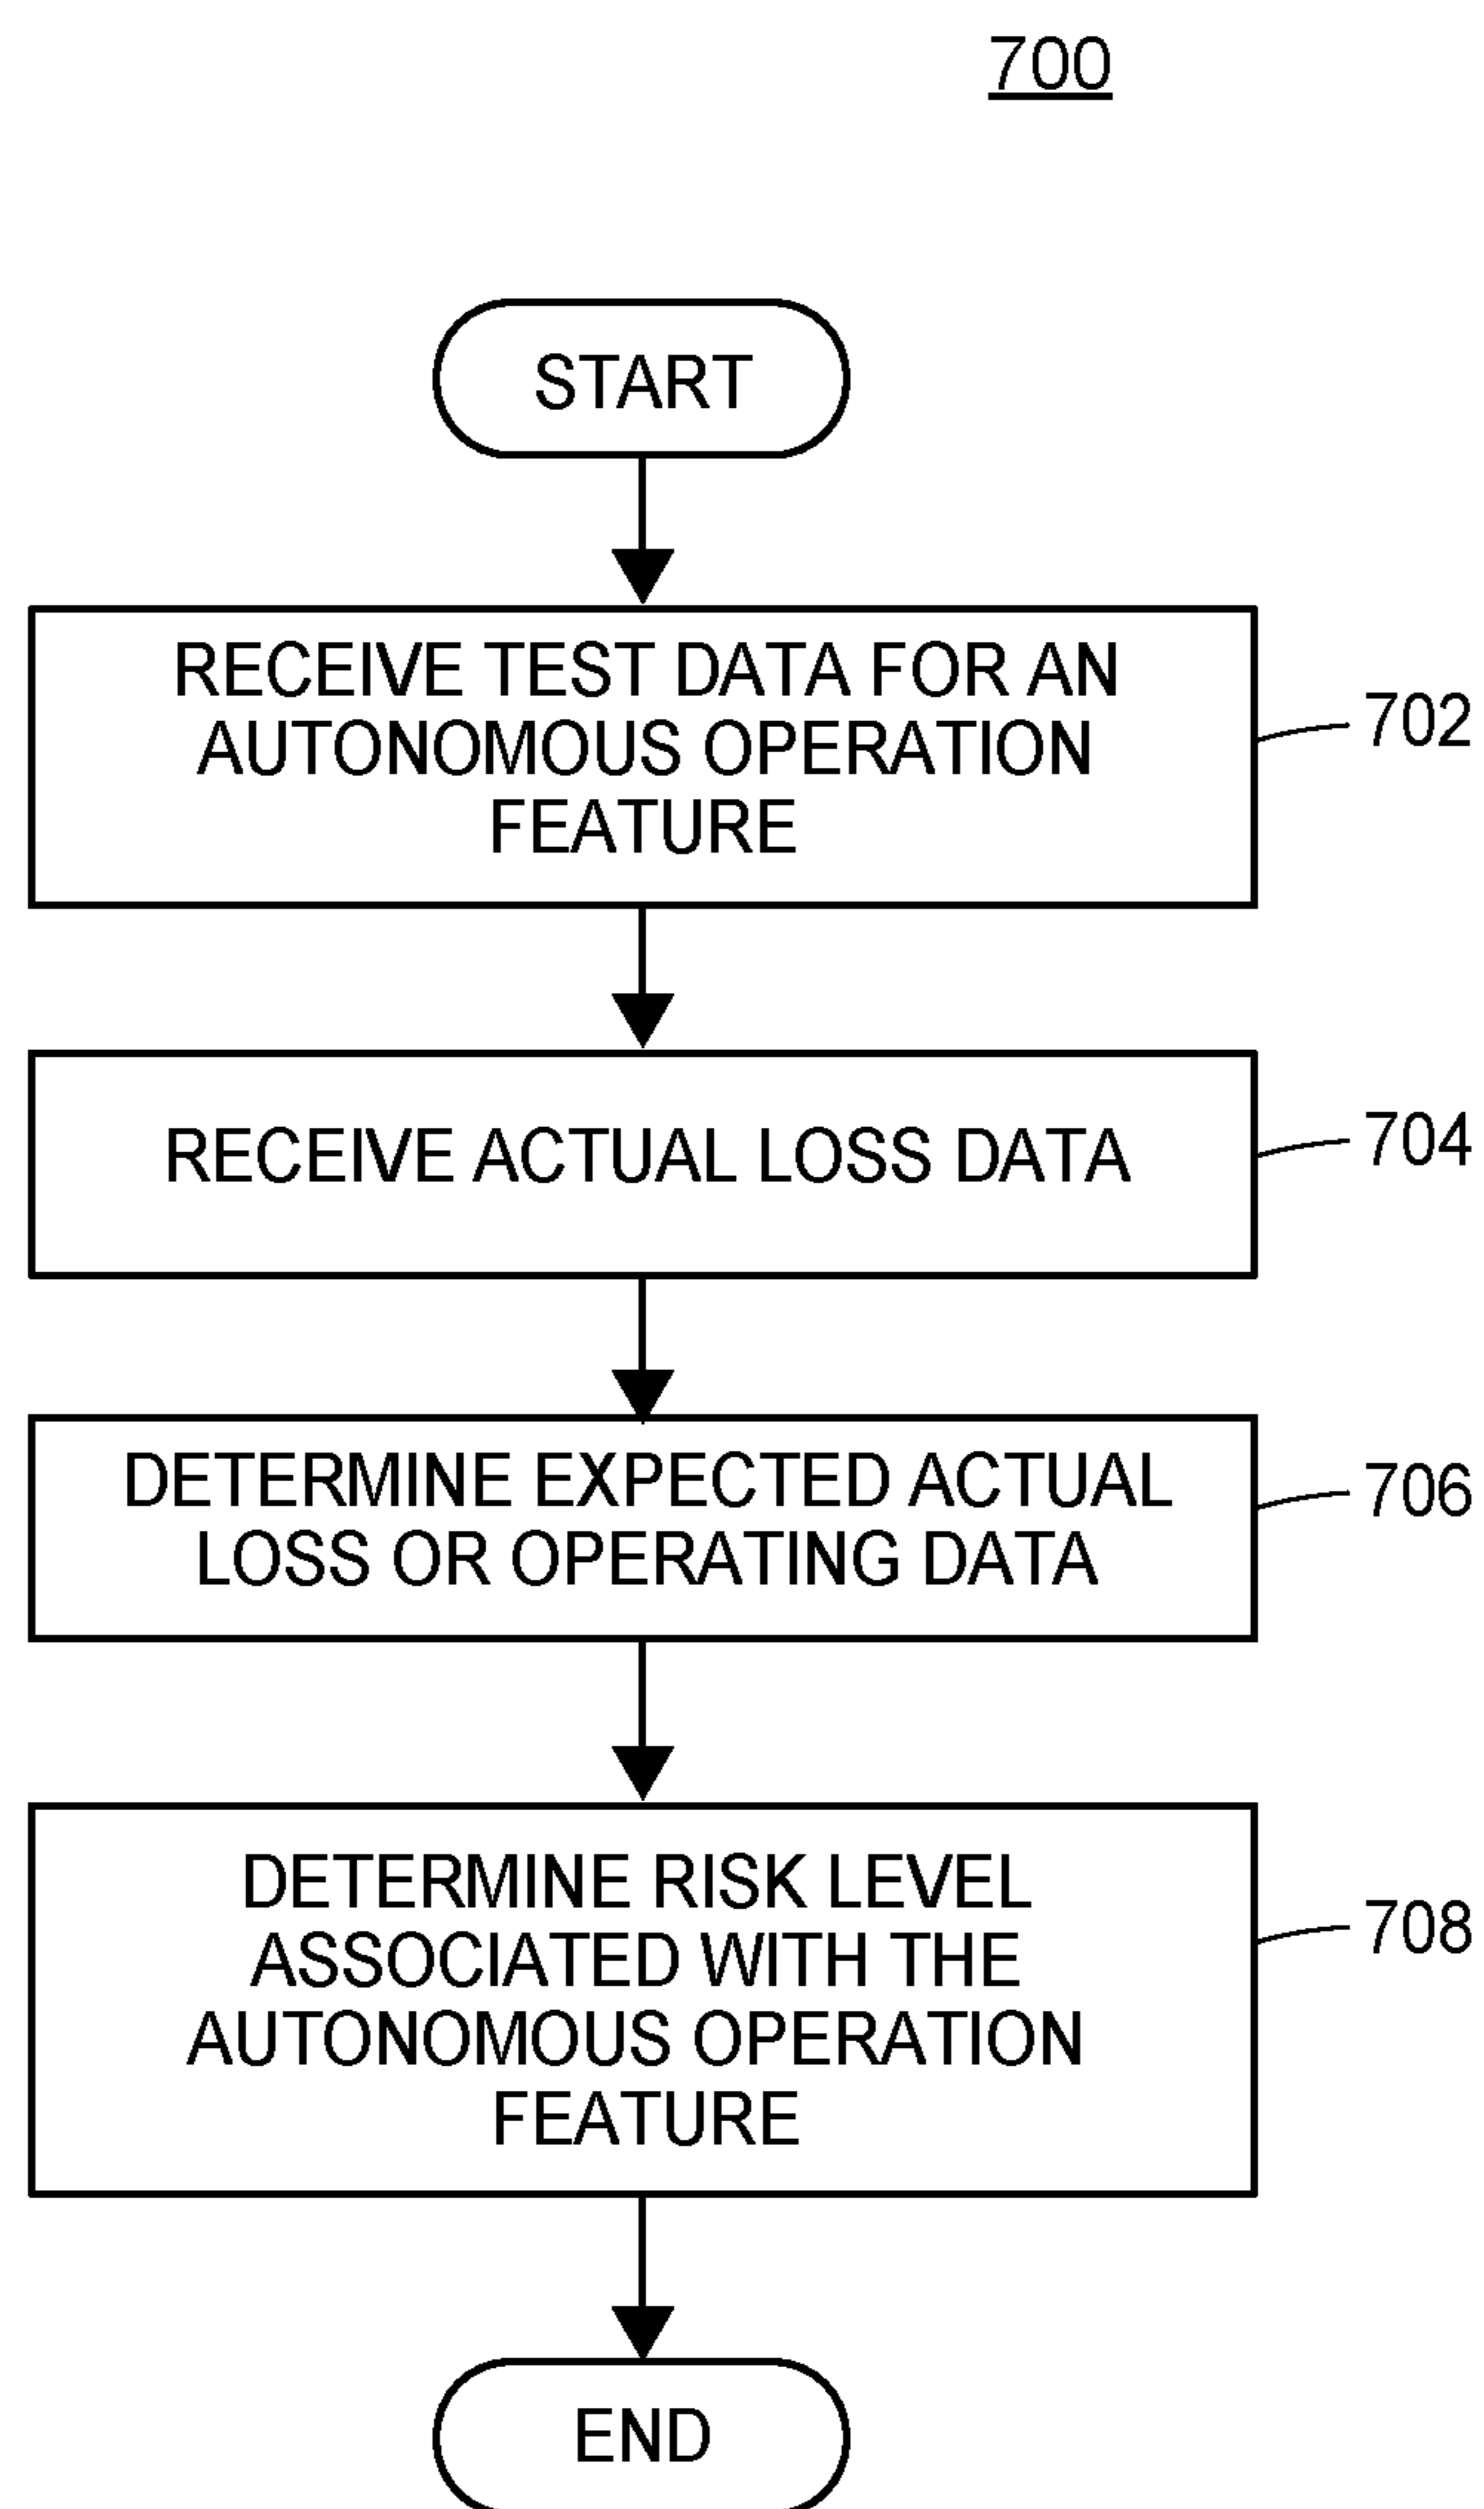 700
START
RECEIVE TEST DATA FOR AN
AUTONOMOUS OPERATION
FEATURE
702
RECEIVE ACTUAL LOSS DATA
704
DETERMINE EXPECTED ACTUAL
LOSS OR OPERATING DATA
706
DETERMINE RISK LEVEL
ASSOCIATED WITH THE
AUTONOMOUS OPERATION
FEATURE
708
END